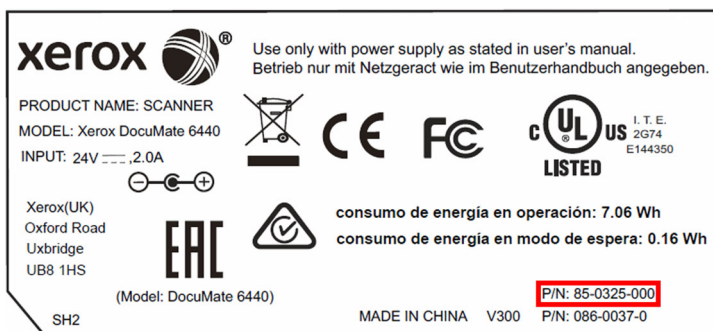 xerox ®
Use only with power supply as stated in user's manual.
Betrieb nur mit Netzgeract wie im Benutzerhandbuch angegeben.
PRODUCT NAME: SCANNER
MODEL: Xerox DocuMate 6440
INPUT: 24V ,2.0A
CE
FC
C UL US
LISTED
I. T. E.
2G74
E144350
Xerox(UK)
Oxford Road
Uxbridge
UB8 1HS
EAC
(Model: DocuMate 6440)
consumo de energía en operación: 7.06 Wh
consumo de energía en modo de espera: 0.16 Wh
P/N: 85-0325-000
SH2
MADE IN CHINA V300 P/N: 086-0037-0